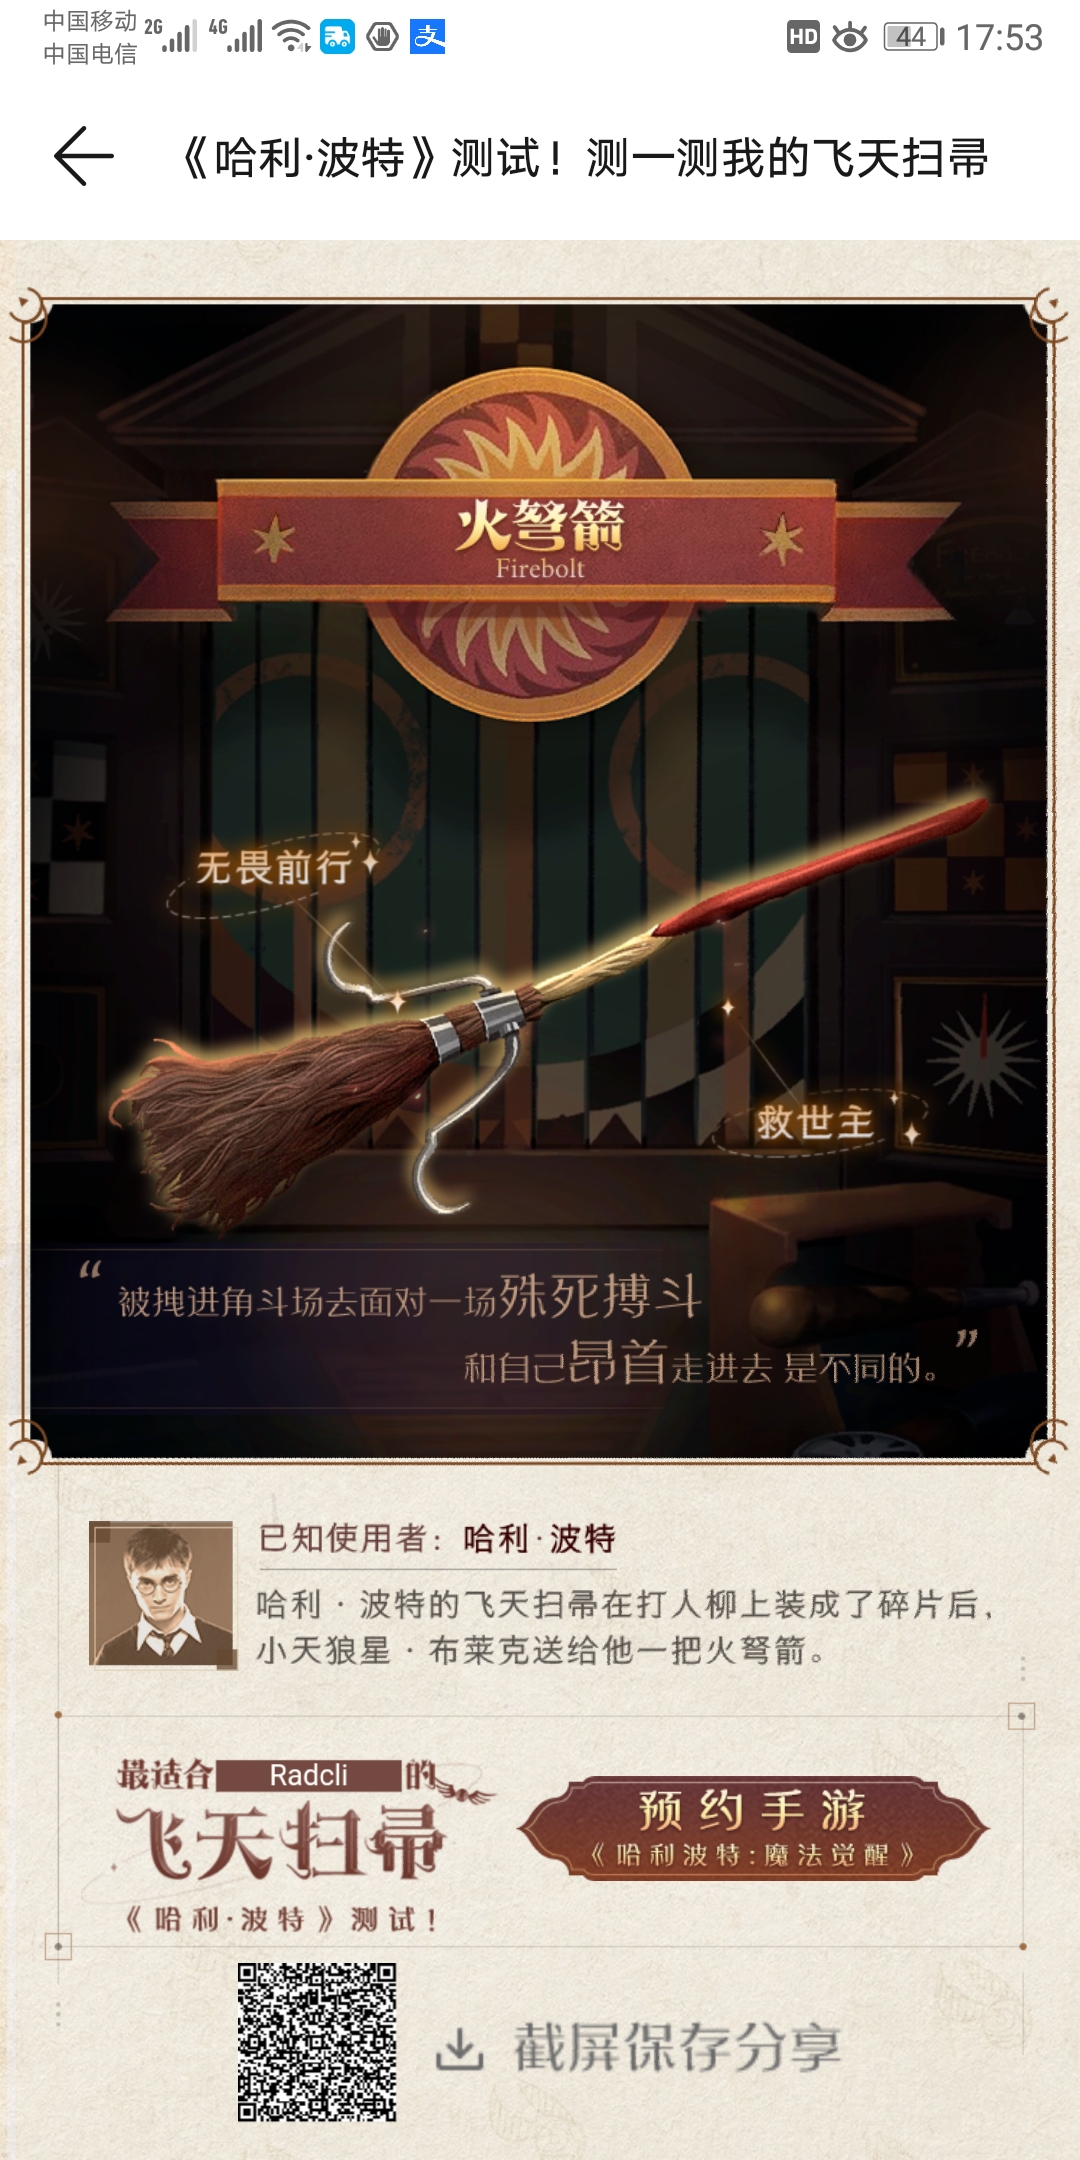 中国移动 2G 4G HD 44 17:53
中国电信
《哈利·波特》测试！测一测我的飞天扫帚
火弩箭
Firebolt
无畏前行
救世主
“被拽进角斗场去面对一场殊死搏斗
和自己昂首走进去 是不同的。”
已知使用者：哈利·波特
哈利·波特的飞天扫帚在打人柳上装成了碎片后，
小天狼星·布莱克送给他一把火弩箭。
最适合 Radcli 的
飞天扫帚
《哈利·波特》测试！
预约手游
《哈利波特:魔法觉醒》
截屏保存分享